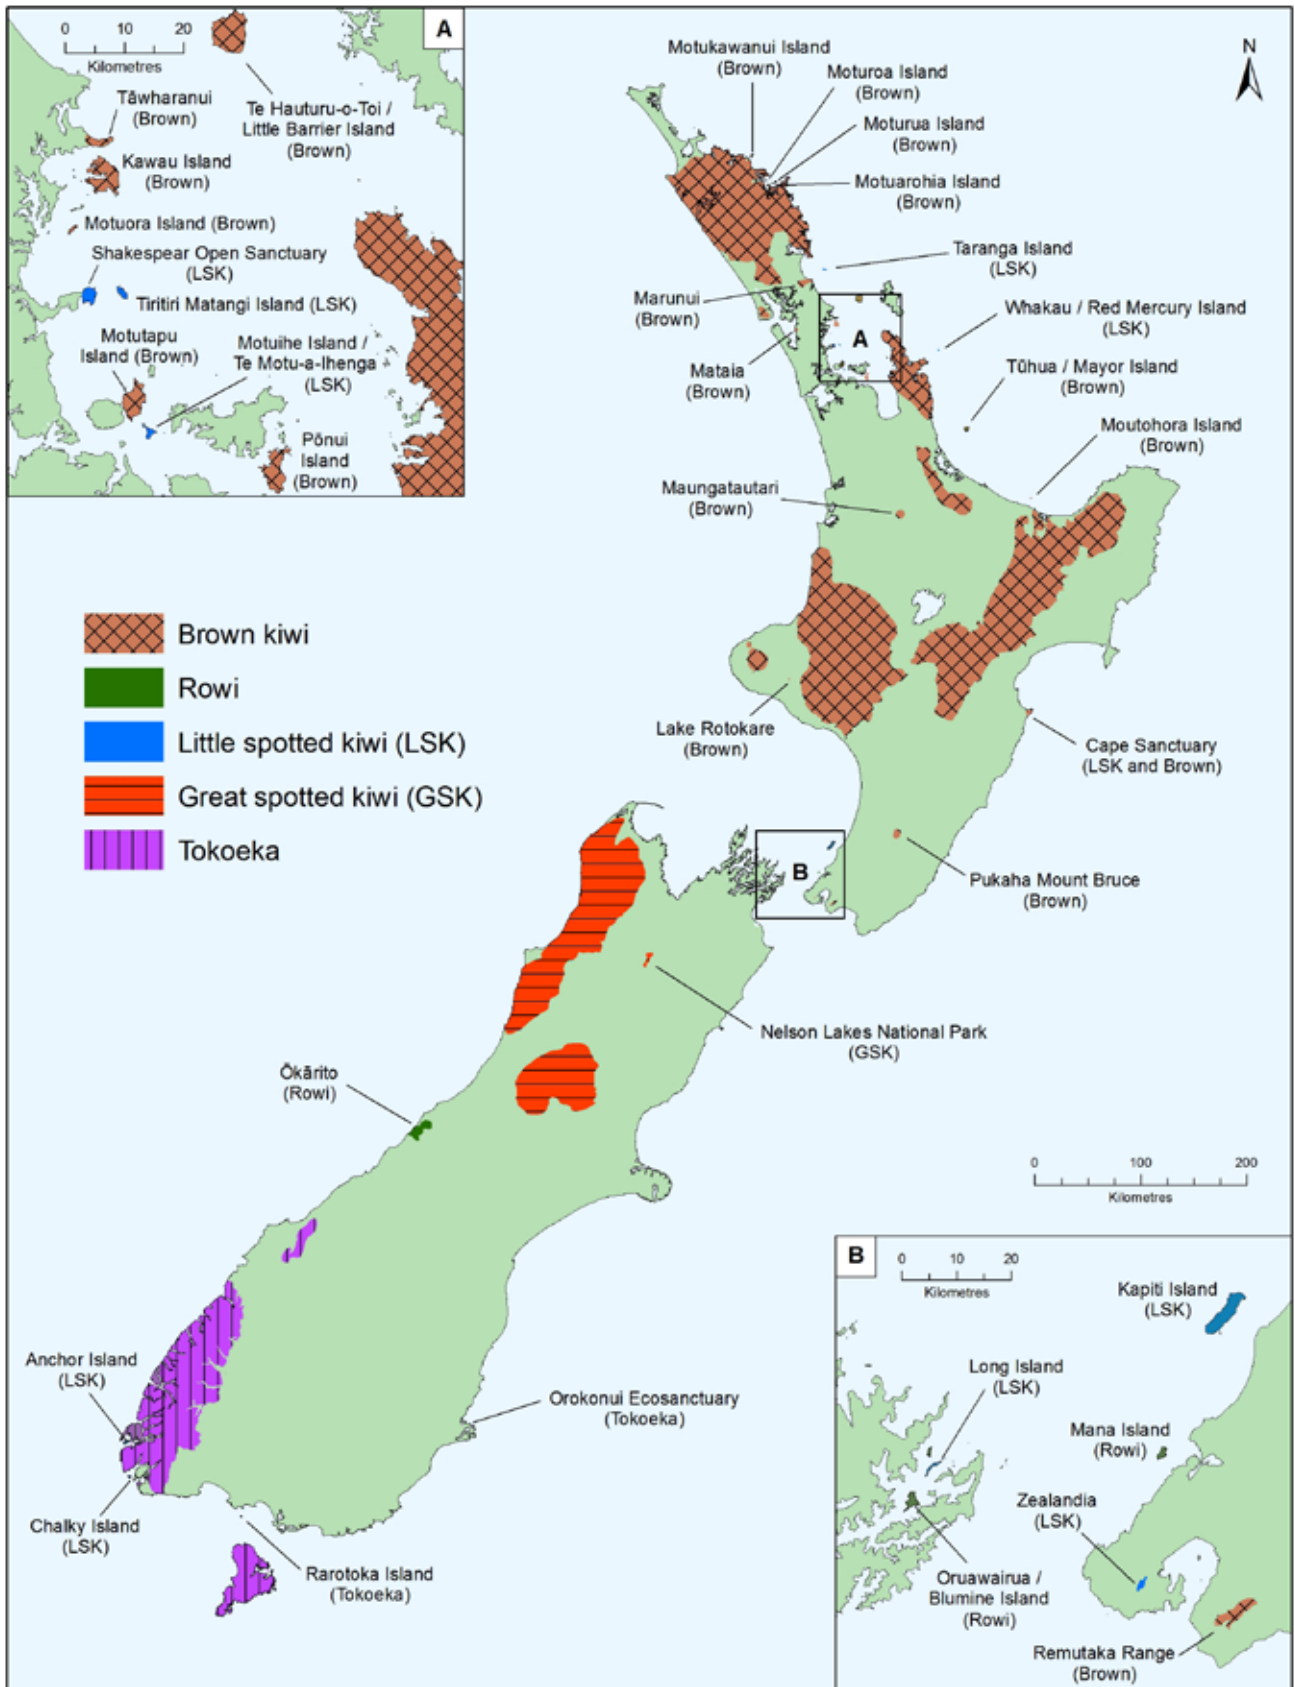 A
0 10 20
Kilometres
Tāwharanui
(Brown)
Te Hauturu-o-Toi /
Little Barrier Island
(Brown)
Kawau Island
(Brown)
Motuora Island (Brown)
Shakespear Open Sanctuary
(LSK)
Tiritiri Matangi Island (LSK)
Motutapu
Island (Brown)
Motuihe Island /
Te Motu-a-Ihenga
(LSK)
Pōnui
Island
(Brown)
N
Motukawanui Island
(Brown)
Moturoa Island
(Brown)
Moturua Island
(Brown)
Motuarohia Island
(Brown)
Taranga Island
(LSK)
Marunui
(Brown)
Whakau / Red Mercury Island
(LSK)
A
Mataia
(Brown)
Tūhua / Mayor Island
(Brown)
Moutohora Island
(Brown)
Maungatautari
(Brown)
Brown kiwi
Rowi
Little spotted kiwi (LSK)
Great spotted kiwi (GSK)
Tokoeka
Lake Rotokare
(Brown)
Cape Sanctuary
(LSK and Brown)
B
Pukaha Mount Bruce
(Brown)
Nelson Lakes National Park
(GSK)
Ōkārito
(Rowi)
0 100 200
Kilometres
Anchor Island
(LSK)
Orokonui Ecosanctuary
(Tokoeka)
Chalky Island
(LSK)
Rarotoka Island
(Tokoeka)
B
0 10 20
Kilometres
Kapiti Island
(LSK)
Long Island
(LSK)
Mana Island
(Rowi)
Zealandia
(LSK)
Oruawairua /
Blumine Island
(Rowi)
Remutaka Range
(Brown)